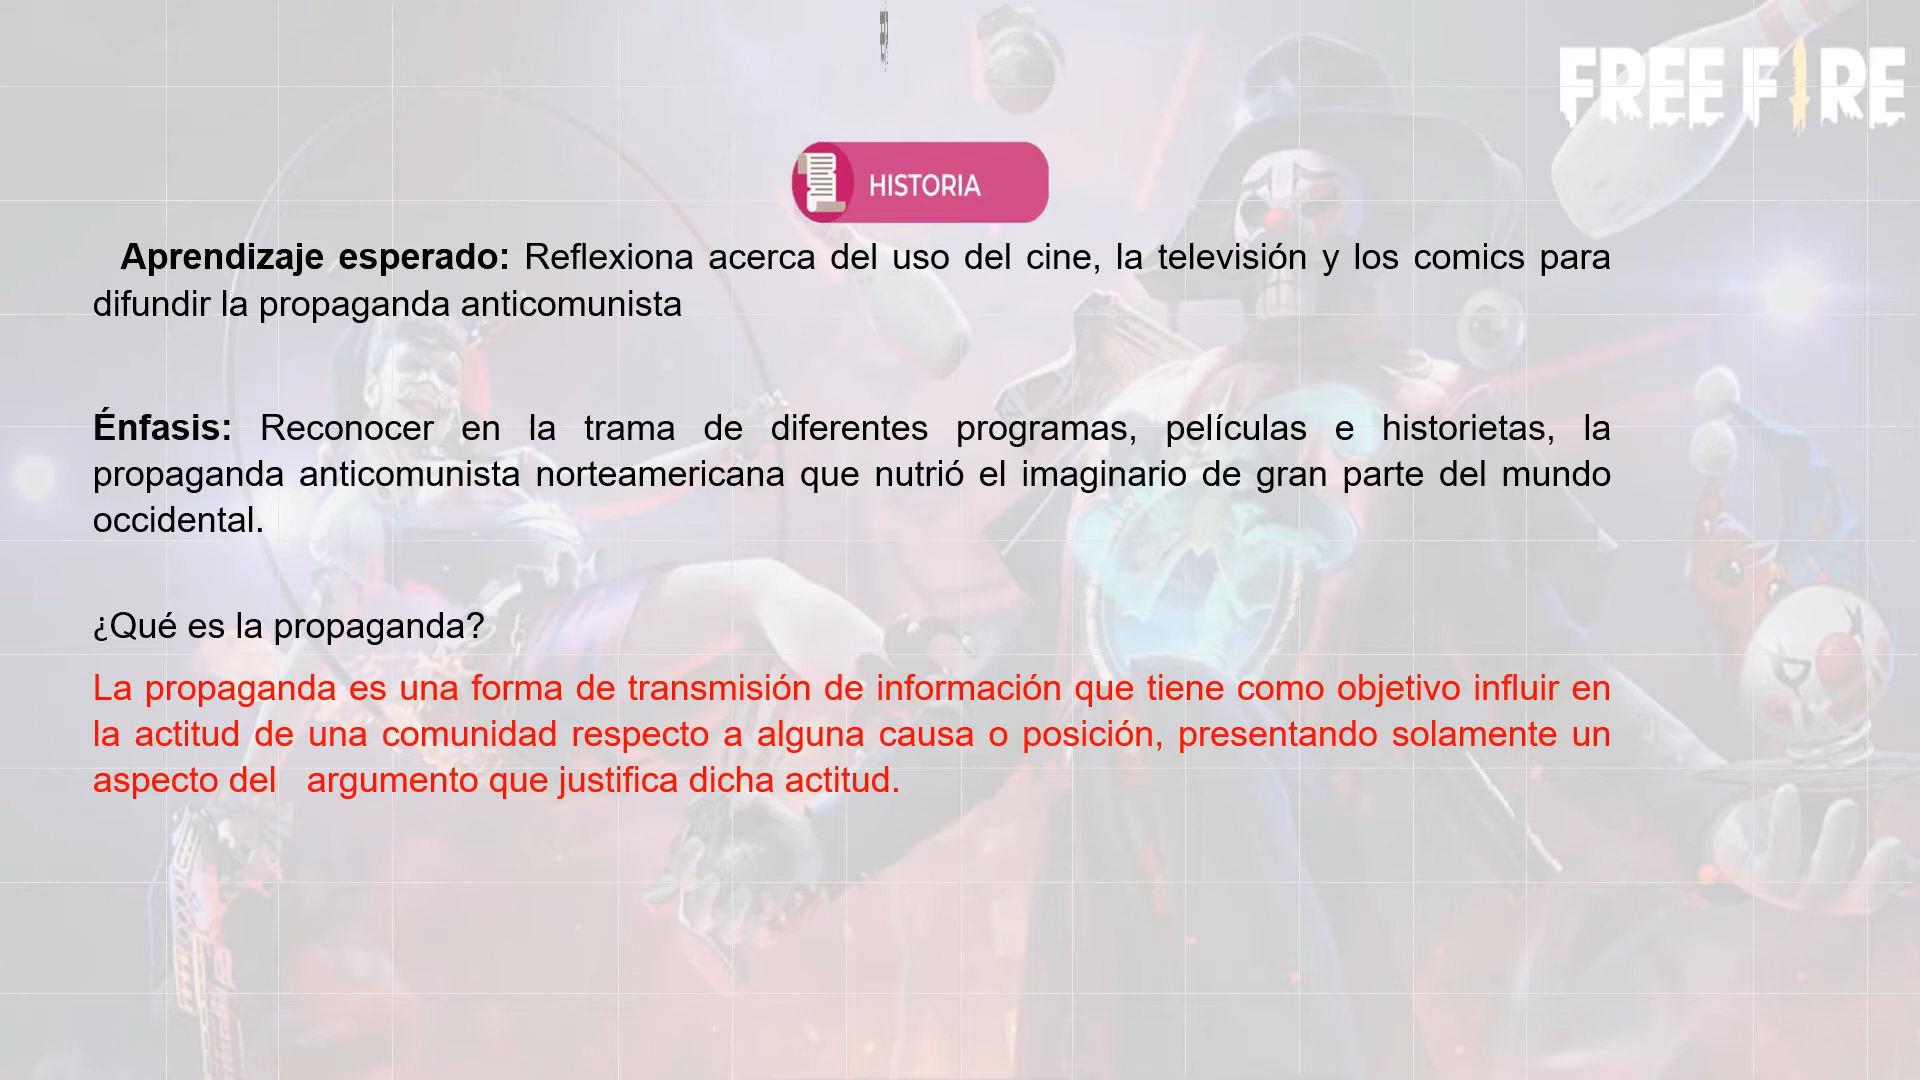 FREE FIRE
HISTORIA
Aprendizaje esperado: Reflexiona acerca del uso del cine, la televisión y los comics para
difundir la propaganda anticomunista
Énfasis: Reconocer en la trama de diferentes programas, películas e historietas, la
propaganda anticomunista norteamericana que nutrió el imaginario de gran parte del mundo
occidental.
¿Qué es la propaganda?
La propaganda es una forma de transmisión de información que tiene como objetivo influir en
la actitud de una comunidad respecto a alguna causa o posición, presentando solamente un
aspecto del argumento que justifica dicha actitud.